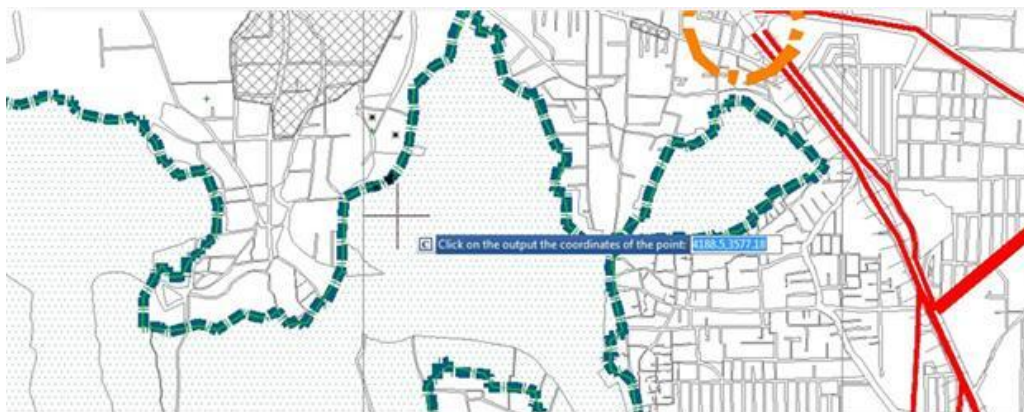 Click on the output the coordinates of the point: 4188.5,3577.18